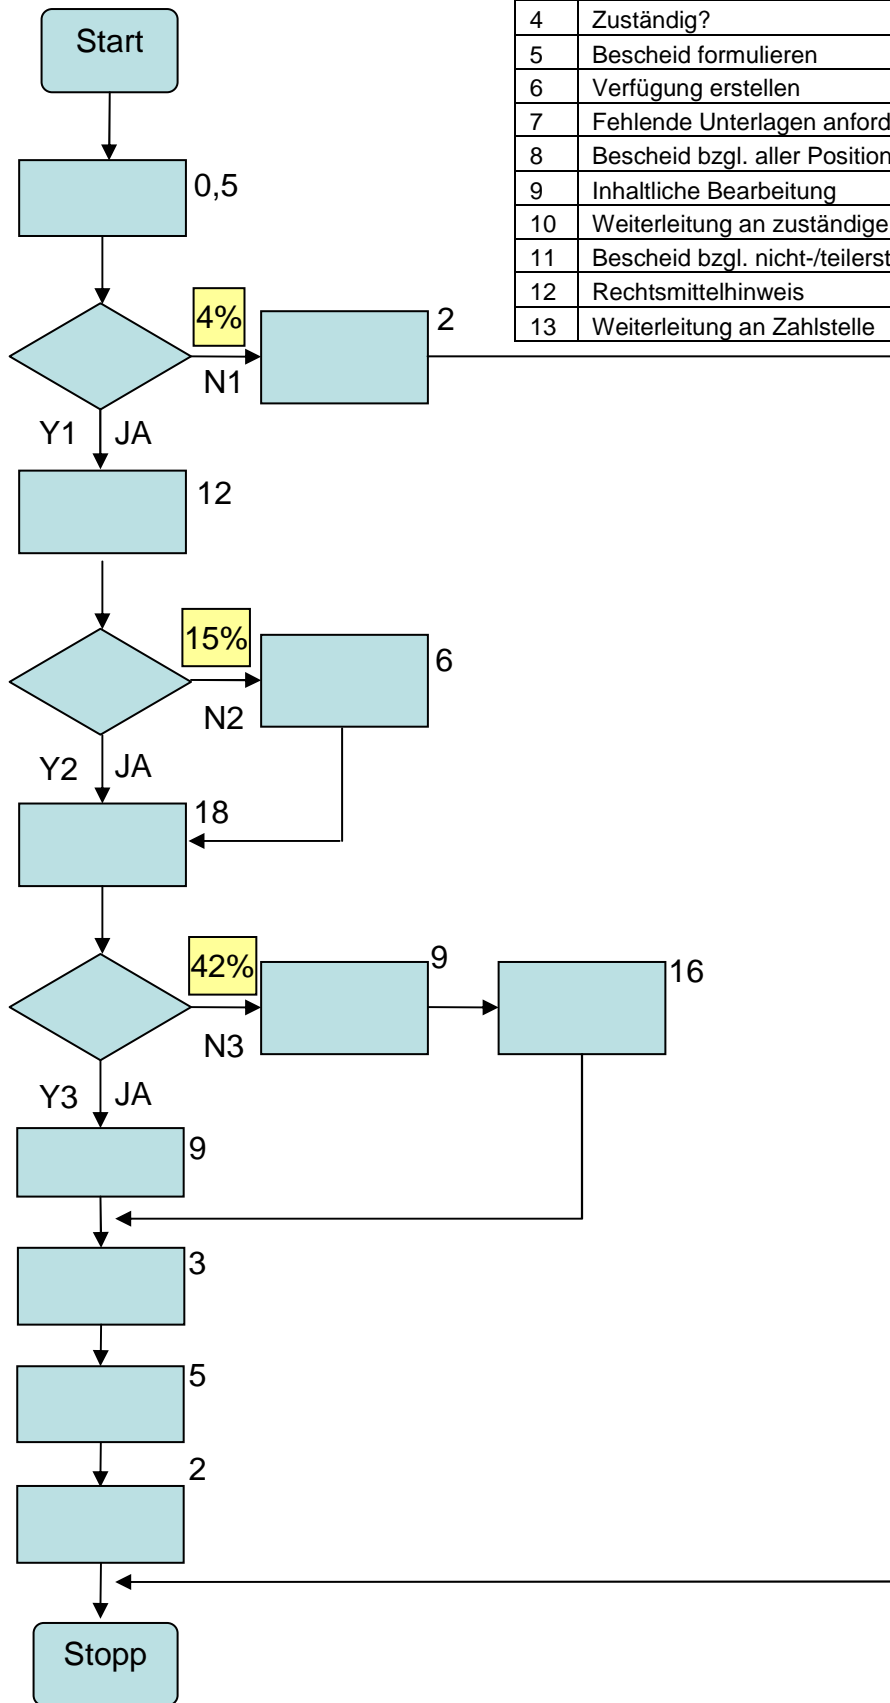 Start
4 Zuständig?
5 Bescheid formulieren
6 Verfügung erstellen
7 Fehlende Unterlagen anford
8 Bescheid bzgl. aller Position
9 Inhaltliche Bearbeitung
10 Weiterleitung an zuständige
11 Bescheid bzgl. nicht-/teilerst
12 Rechtsmittelhinweis
13 Weiterleitung an Zahlstelle
0,5
4%
2
N1
Y1 JA
12
15%
6
N2
Y2 JA
18
42%
9
16
N3
Y3 JA
9
3
5
2
Stopp